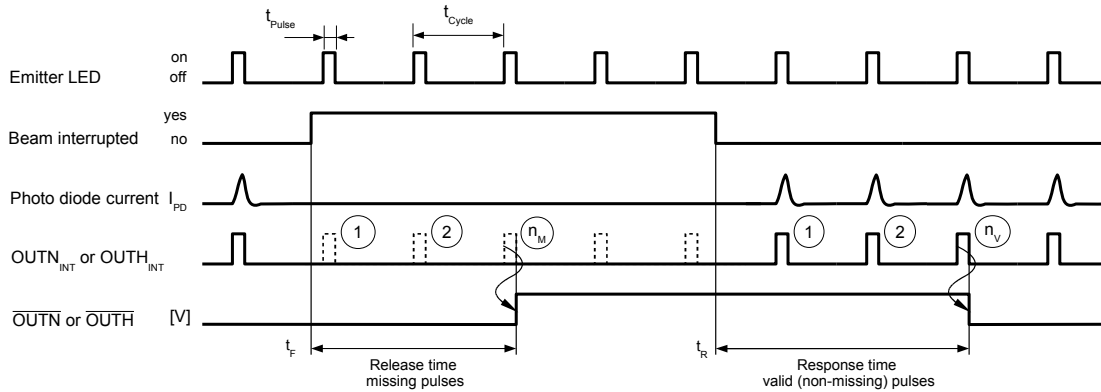 t_Pulse
t_Cycle
on
Emitter LED off
yes
Beam interrupted no
Photo diode current I_PD
1 2 n_M 1 2 n_V
OUTN_INT or OUTH_INT
OUTN or OUTH [V]
t_F t_R
Release time
missing pulses
Response time
valid (non-missing) pulses